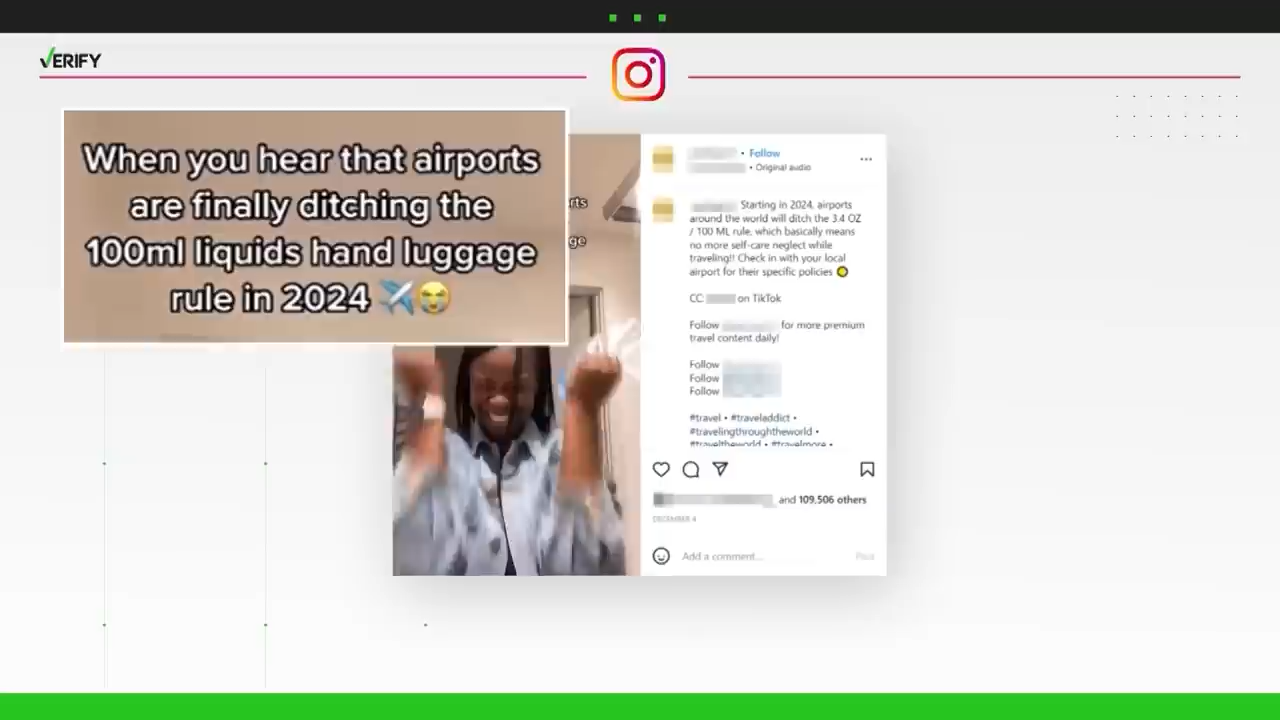 VERIFY
When you hear that airports
are finally ditching the
100ml liquids hand luggage
rule in 2024 ✈️😭
rts
ge
• Follow
• Original audio
Starting in 2024, airports
around the world will ditch the 3.4 OZ
/ 100 ML rule, which basically means
no more self-care neglect while
traveling!! Check in with your local
airport for their specific policies
CC: on TikTok
Follow for more premium
travel content daily!
Follow
Follow
Follow
#travel • #traveladdict •
#travelingthroughtheworld •
#traveltheworld • #travelmore •
and 109,506 others
DECEMBER 4
Add a comment...
Post